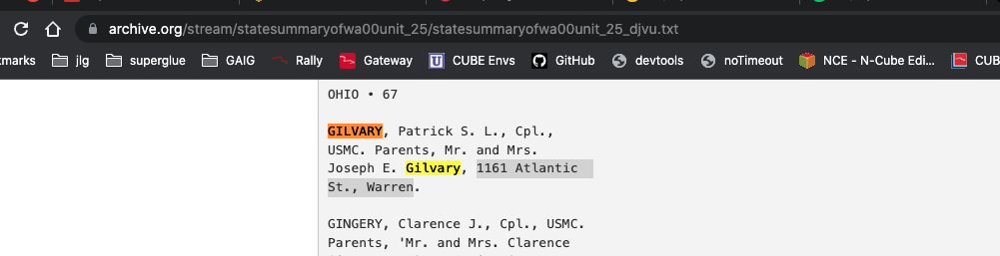 archive.org/stream/statesummaryofwa00unit_25/statesummaryofwa00unit_25_djvu.txt
marks jlg superglue GAIG Rally Gateway CUBE Envs GitHub devtools noTimeout NCE - N-Cube Edi... CUB
OHIO • 67
GILVARY, Patrick S. L., Cpl.,
USMC. Parents, Mr. and Mrs.
Joseph E. Gilvary, 1161 Atlantic
St., Warren.
GINGERY, Clarence J., Cpl., USMC.
Parents, 'Mr. and Mrs. Clarence